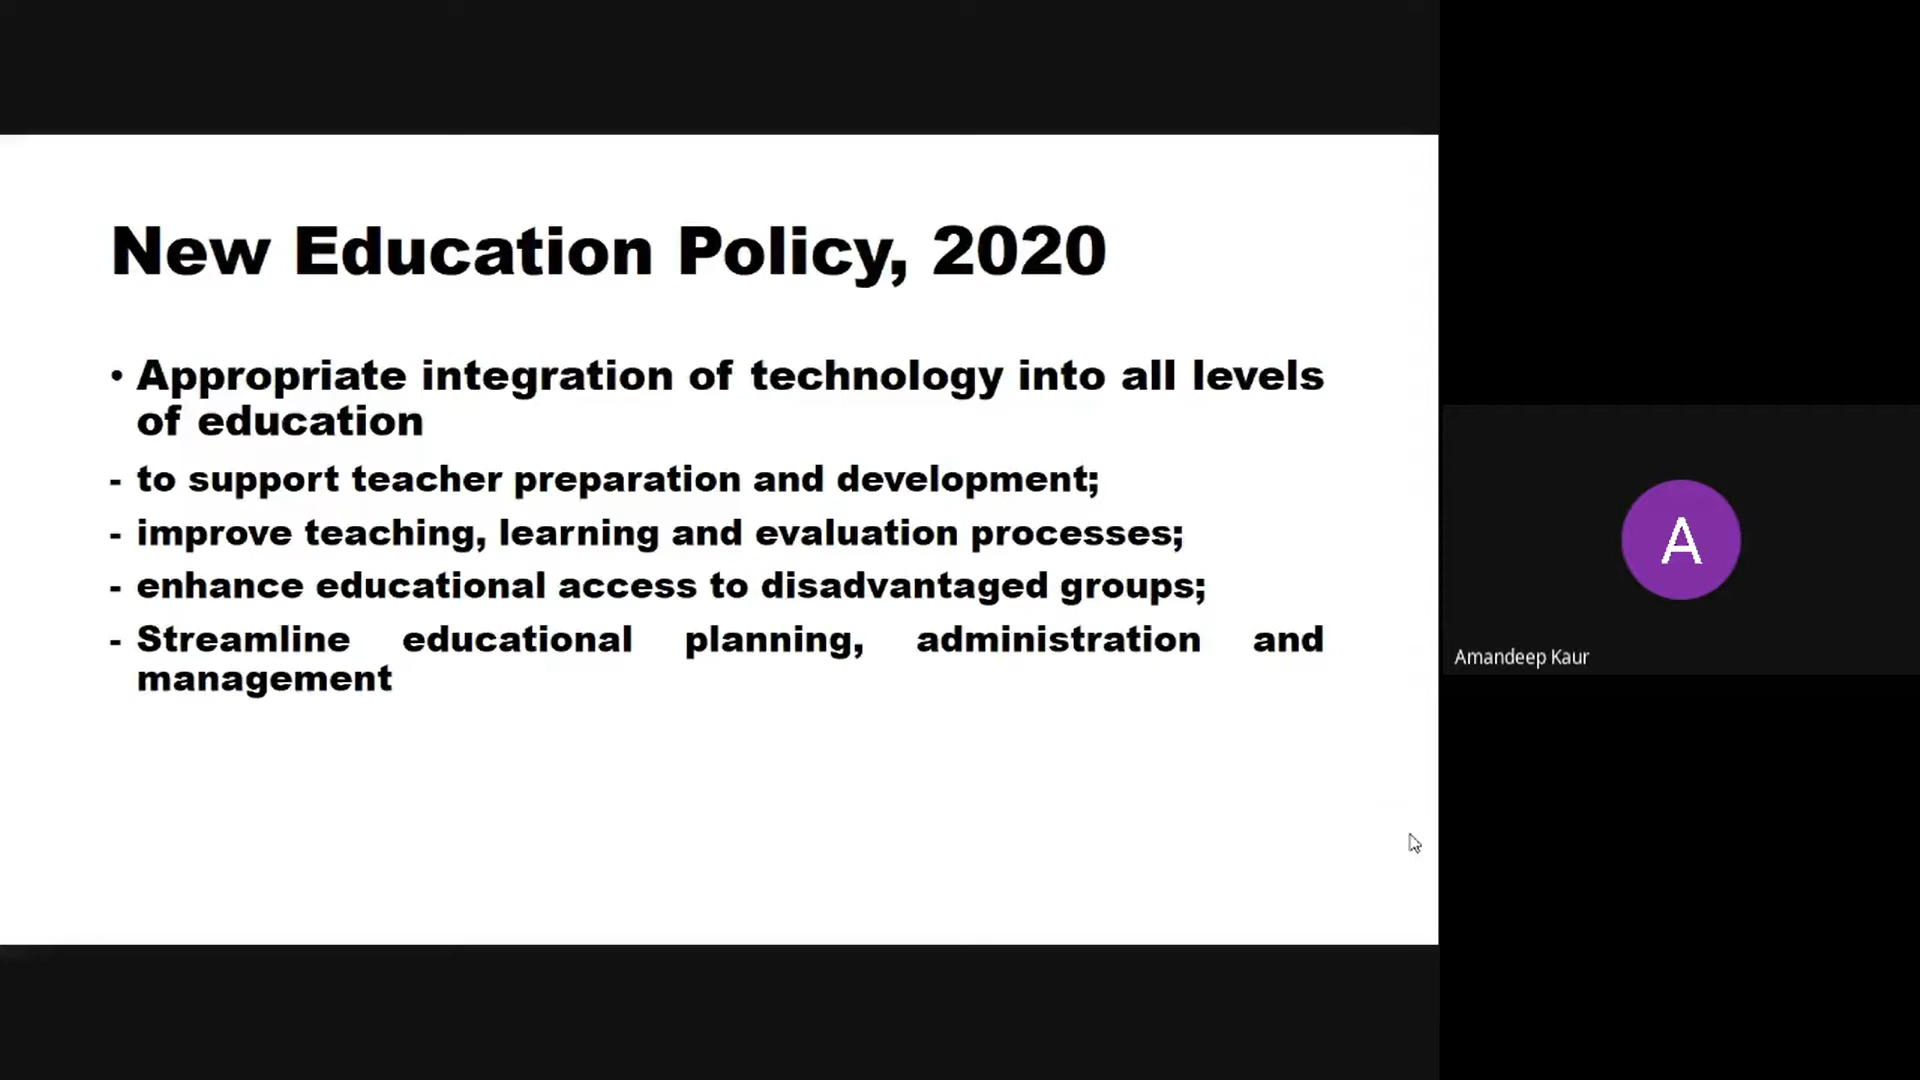 New Education Policy, 2020
• Appropriate integration of technology into all levels
of education
- to support teacher preparation and development;
- improve teaching, learning and evaluation processes;
- enhance educational access to disadvantaged groups;
- Streamline educational planning, administration and
management
A
Amandeep Kaur